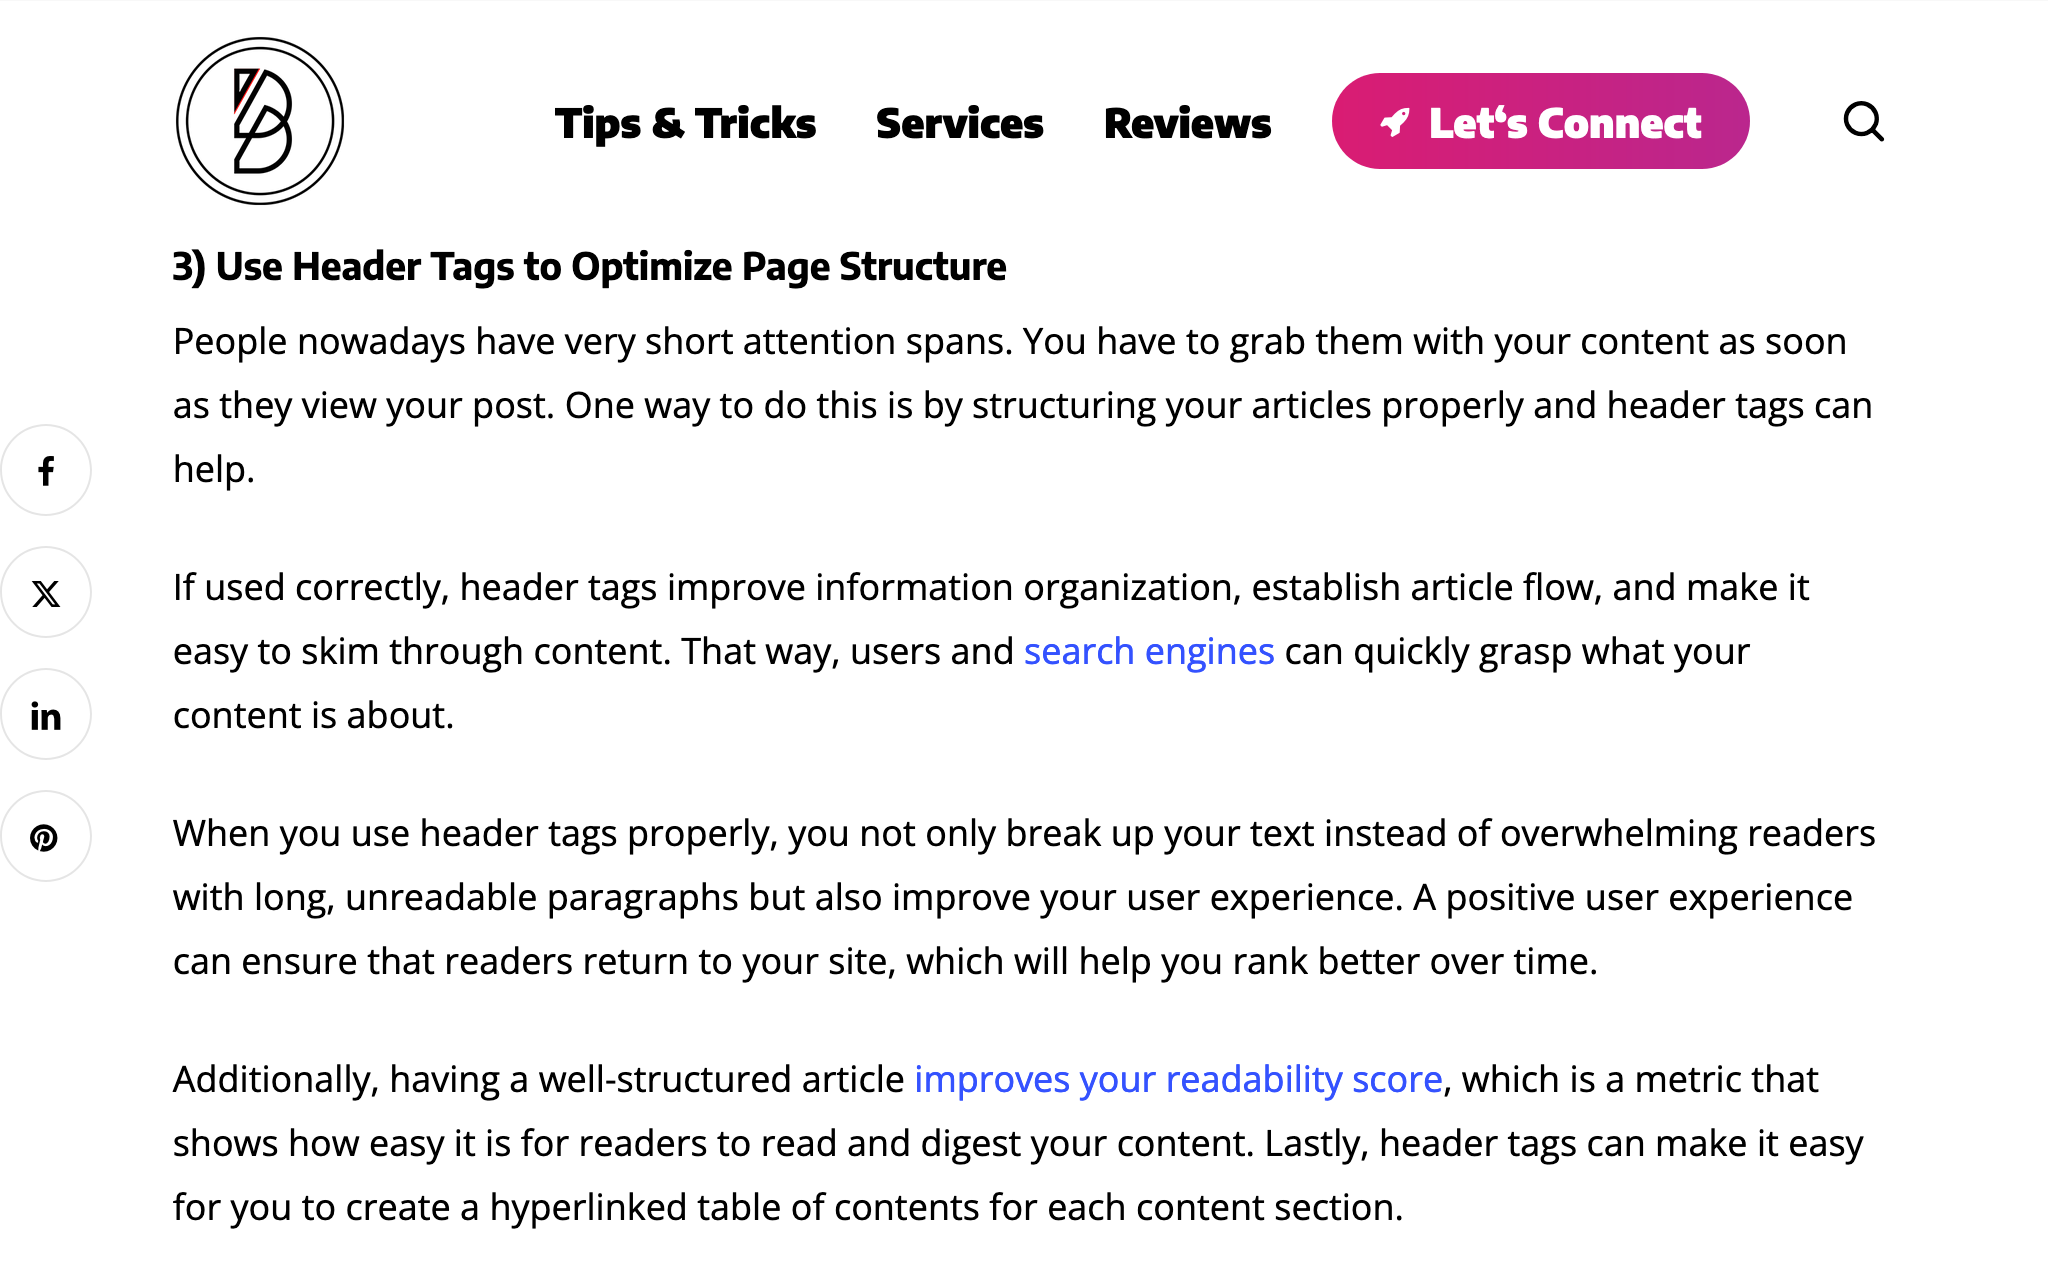 Tips & Tricks
Services
Reviews
Let‘s Connect
3) Use Header Tags to Optimize Page Structure
People nowadays have very short attention spans. You have to grab them with your content as soon
as they view your post. One way to do this is by structuring your articles properly and header tags can
help.
If used correctly, header tags improve information organization, establish article flow, and make it
easy to skim through content. That way, users and search engines can quickly grasp what your
content is about.
When you use header tags properly, you not only break up your text instead of overwhelming readers
with long, unreadable paragraphs but also improve your user experience. A positive user experience
can ensure that readers return to your site, which will help you rank better over time.
Additionally, having a well-structured article improves your readability score, which is a metric that
shows how easy it is for readers to read and digest your content. Lastly, header tags can make it easy
for you to create a hyperlinked table of contents for each content section.